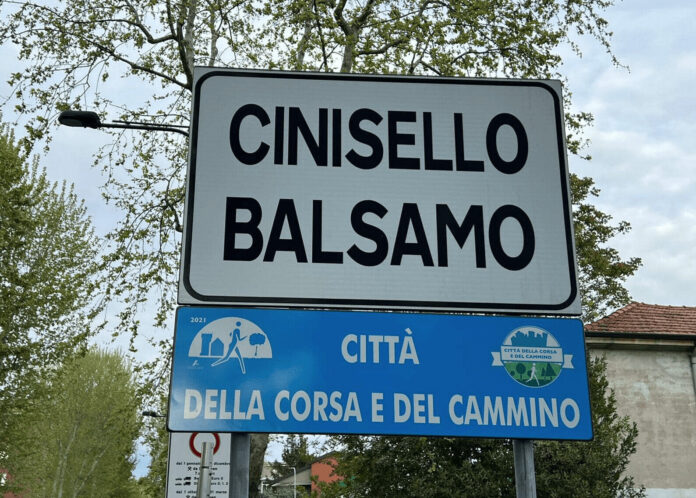 CINISELLO
BALSAMO
2021
CITTÀ
CITTÀ DELLA CORSA
E DEL CAMMINO
DELLA CORSA E DEL CAMMINO